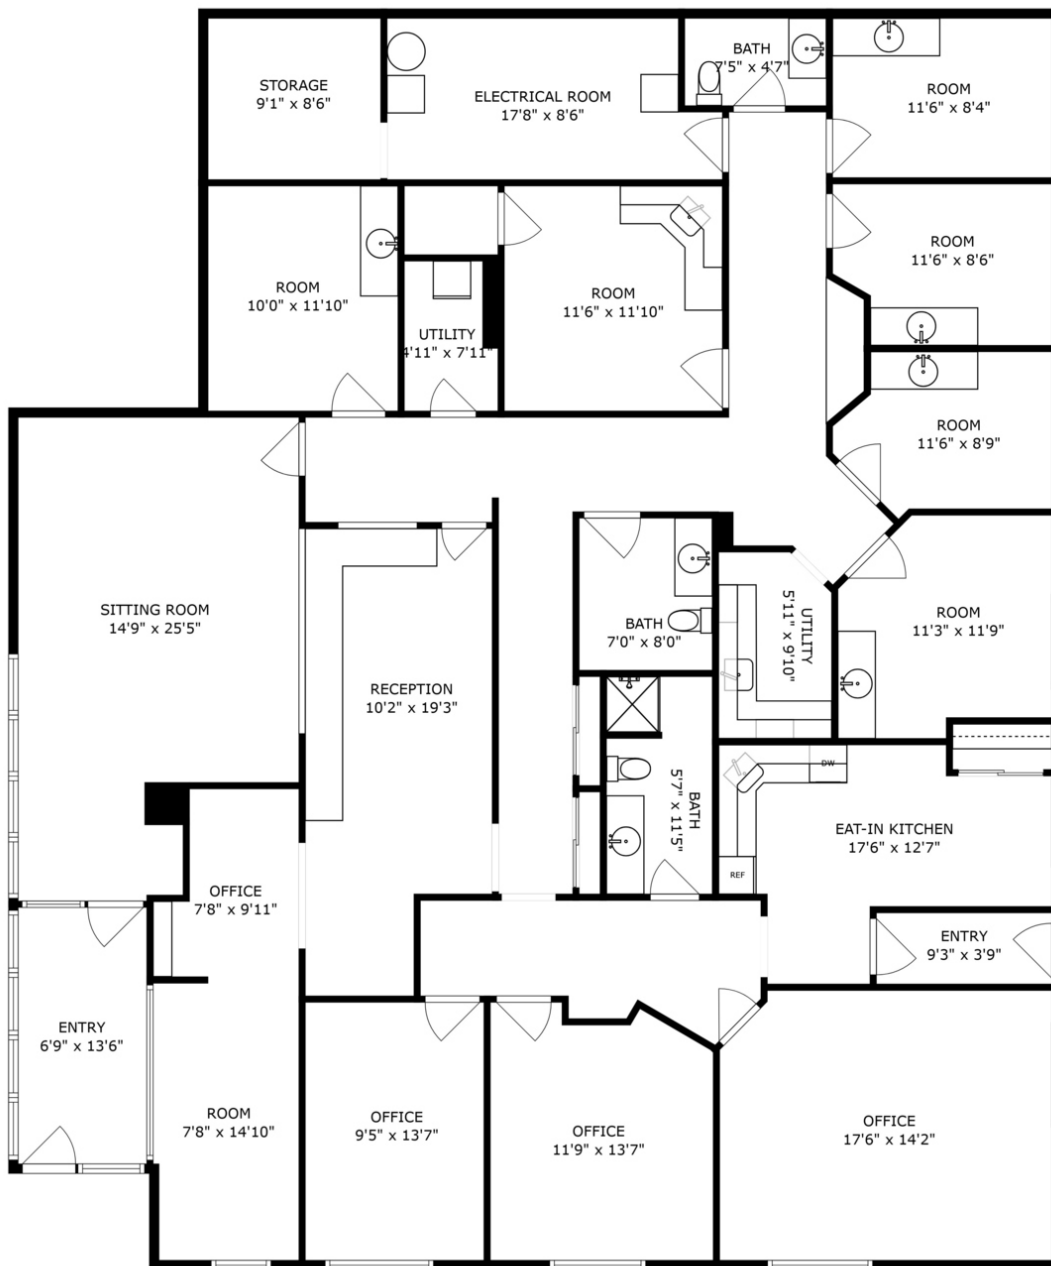 BATH
7'5" x 4'7"
STORAGE
9'1" x 8'6"
ELECTRICAL ROOM
17'8" x 8'6"
ROOM
11'6" x 8'4"
ROOM
11'6" x 8'6"
ROOM
10'0" x 11'10"
ROOM
11'6" x 11'10"
UTILITY
4'11" x 7'11"
ROOM
11'6" x 8'9"
SITTING ROOM
14'9" x 25'5"
BATH
7'0" x 8'0"
UTILITY
5'11" x 9'10"
ROOM
11'3" x 11'9"
RECEPTION
10'2" x 19'3"
DW
BATH
5'7" x 11'5"
EAT-IN KITCHEN
17'6" x 12'7"
REF
OFFICE
7'8" x 9'11"
ENTRY
9'3" x 3'9"
ENTRY
6'9" x 13'6"
ROOM
7'8" x 14'10"
OFFICE
9'5" x 13'7"
OFFICE
11'9" x 13'7"
OFFICE
17'6" x 14'2"